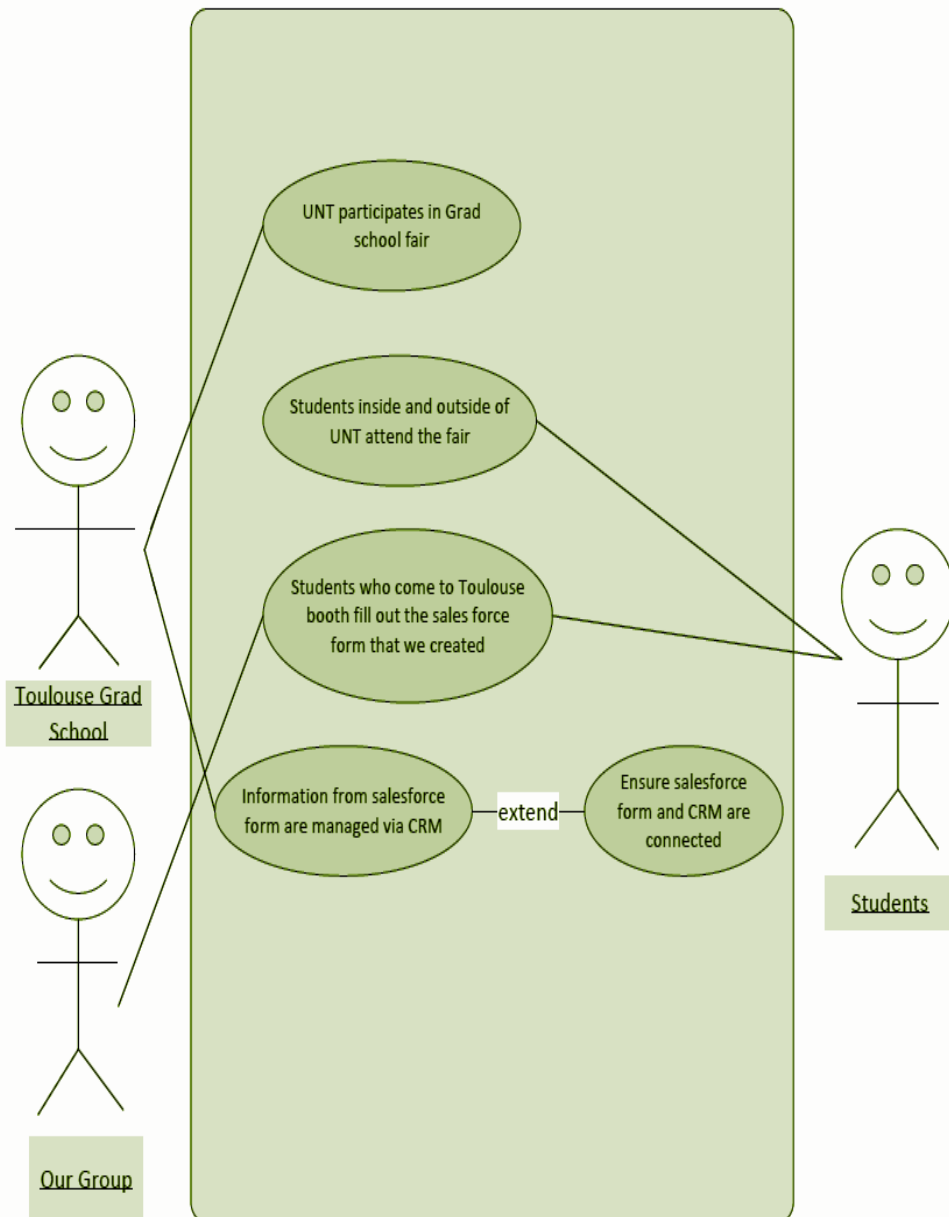 UNT participates in Grad
school fair
Students inside and outside of
UNT attend the fair
Students who come to Toulouse
booth fill out the sales force
form that we created
Toulouse Grad
School
Information from salesforce
form are managed via CRM
extend
Ensure salesforce
form and CRM are
connected
Students
Our Group